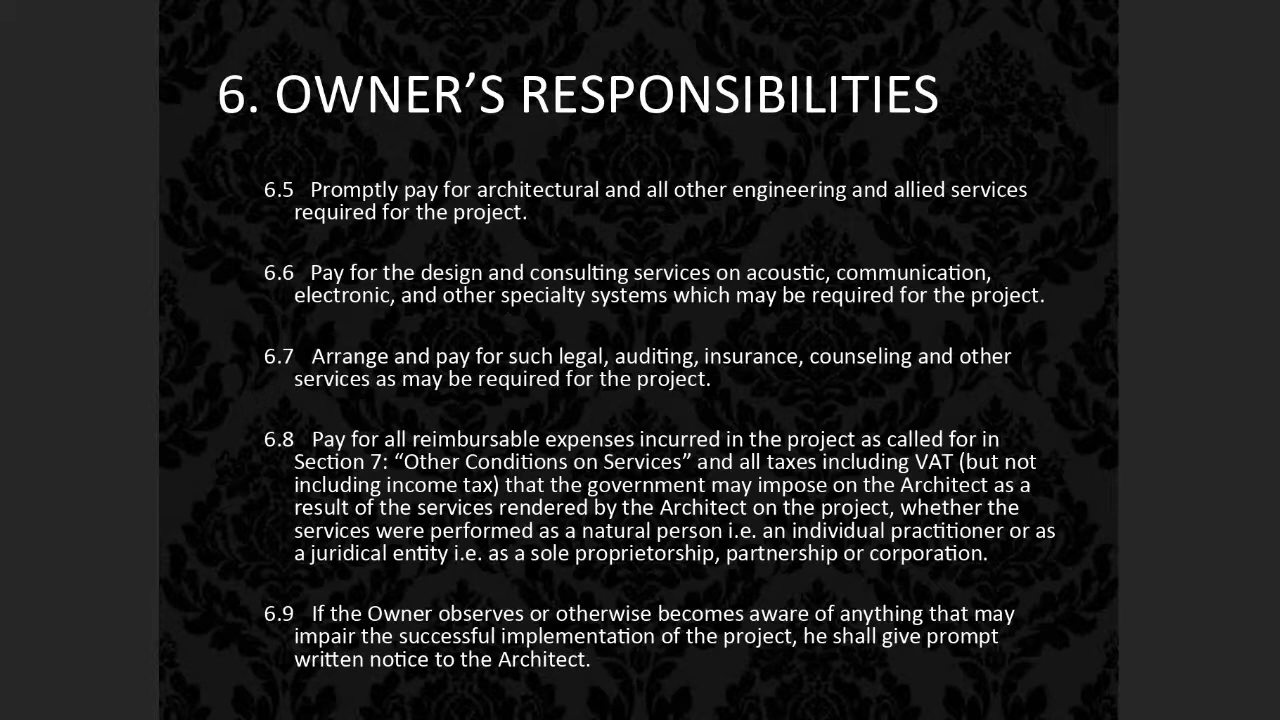 6. OWNER’S RESPONSIBILITIES
6.5 Promptly pay for architectural and all other engineering and allied services
required for the project.
6.6 Pay for the design and consulting services on acoustic, communication,
electronic, and other specialty systems which may be required for the project.
6.7 Arrange and pay for such legal, auditing, insurance, counseling and other
services as may be required for the project.
6.8 Pay for all reimbursable expenses incurred in the project as called for in
Section 7: “Other Conditions on Services” and all taxes including VAT (but not
including income tax) that the government may impose on the Architect as a
result of the services rendered by the Architect on the project, whether the
services were performed as a natural person i.e. an individual practitioner or as
a juridical entity i.e. as a sole proprietorship, partnership or corporation.
6.9 If the Owner observes or otherwise becomes aware of anything that may
impair the successful implementation of the project, he shall give prompt
written notice to the Architect.